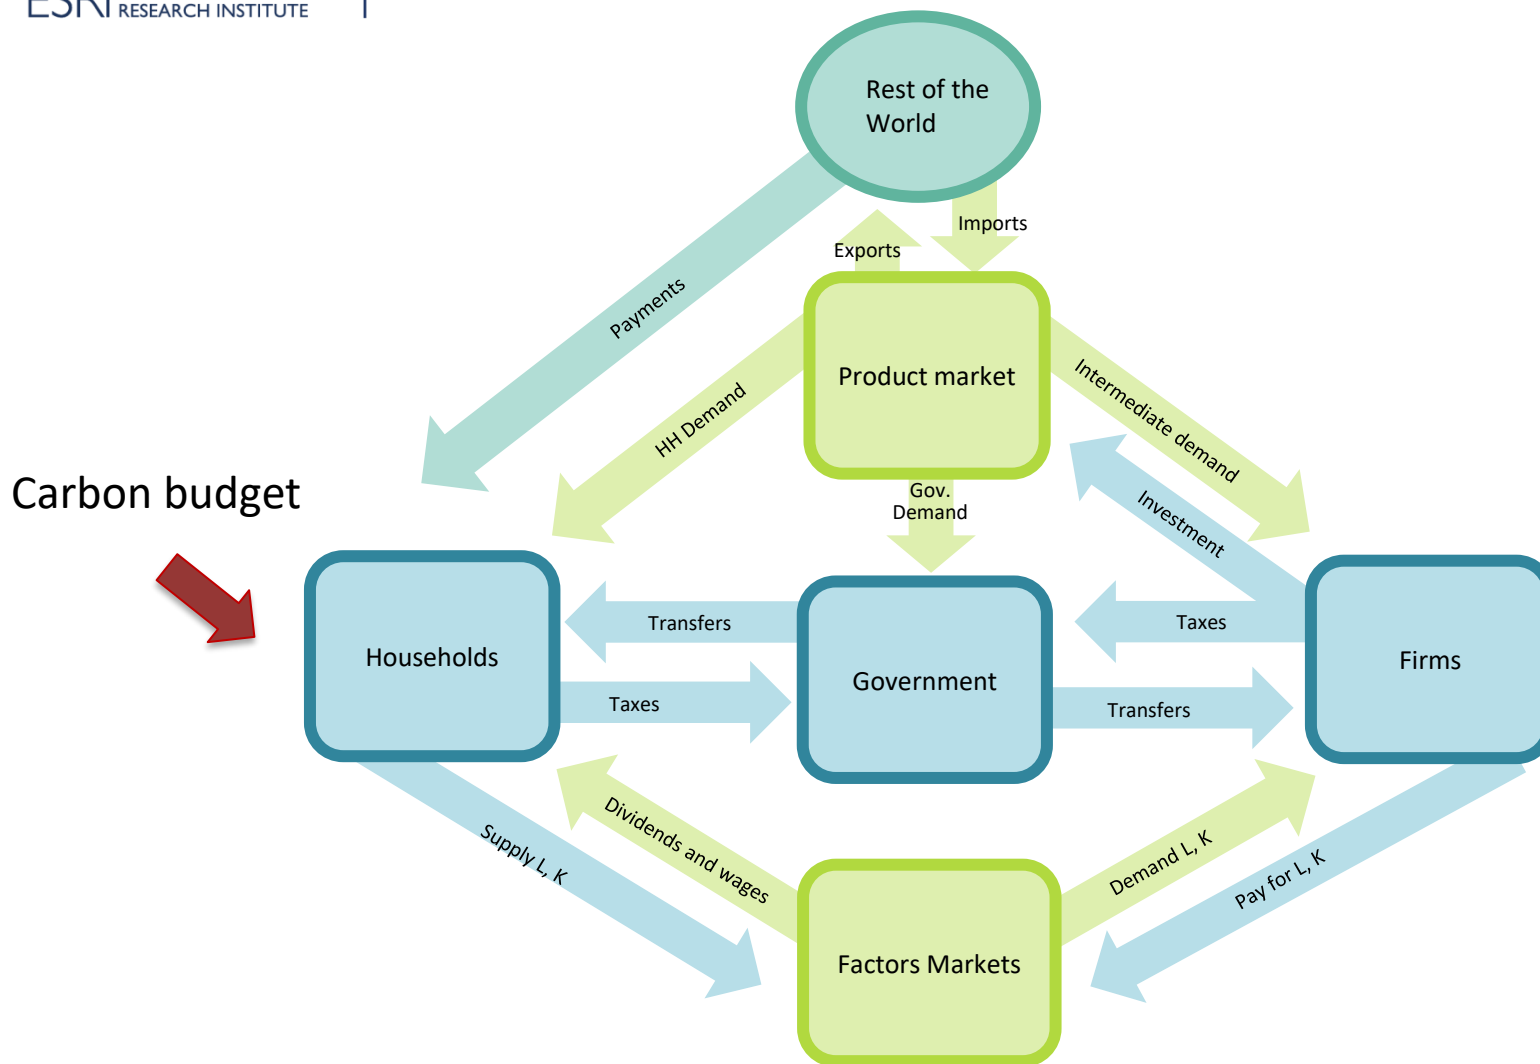 ESRI RESEARCH INSTITUTE
Rest of the
World
Imports
Exports
Payments
Product market
HH Demand
Intermediate demand
Carbon budget
Gov.
Demand
Investment
Households
Transfers
Taxes
Government
Taxes
Transfers
Firms
Supply L, K
Dividends and wages
Demand L, K
Pay for L, K
Factors Markets